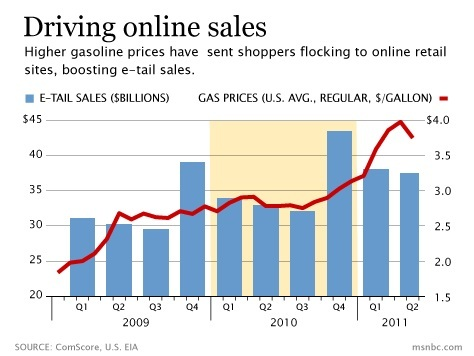 Driving online sales
Higher gasoline prices have sent shoppers flocking to online retail
sites, boosting e-tail sales.
E-TAIL SALES ($BILLIONS) GAS PRICES (U.S. AVG., REGULAR, $/GALLON)
$45 $4.0
40 3.5
35 3.0
30 2.5
25 2.0
20 1.5
Q1 Q2 Q3 Q4 Q1 Q2 Q3 Q4 Q1 Q2
2009 2010 2011
SOURCE: ComScore, U.S. EIA msnbc.com